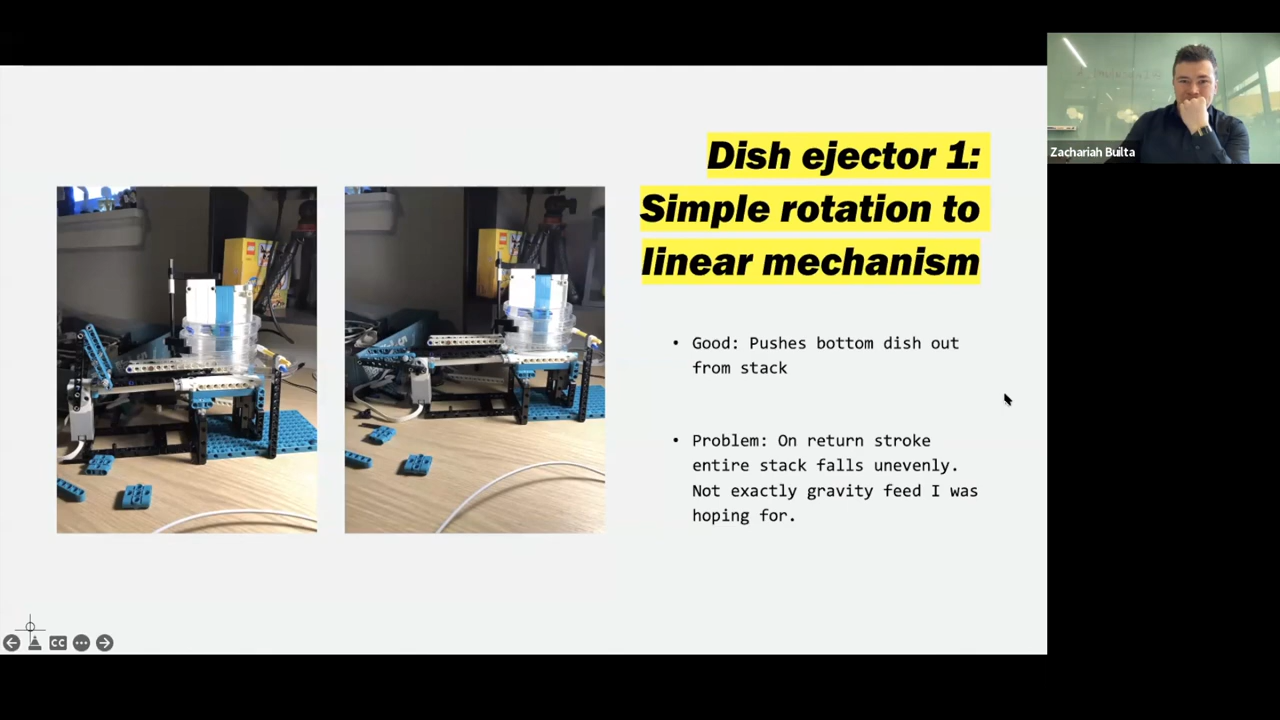 Dish ejector 1:
Simple rotation to
linear mechanism
• Good: Pushes bottom dish out
from stack
• Problem: On return stroke
entire stack falls unevenly.
Not exactly gravity feed I was
hoping for.
Zachariah Builta
CC